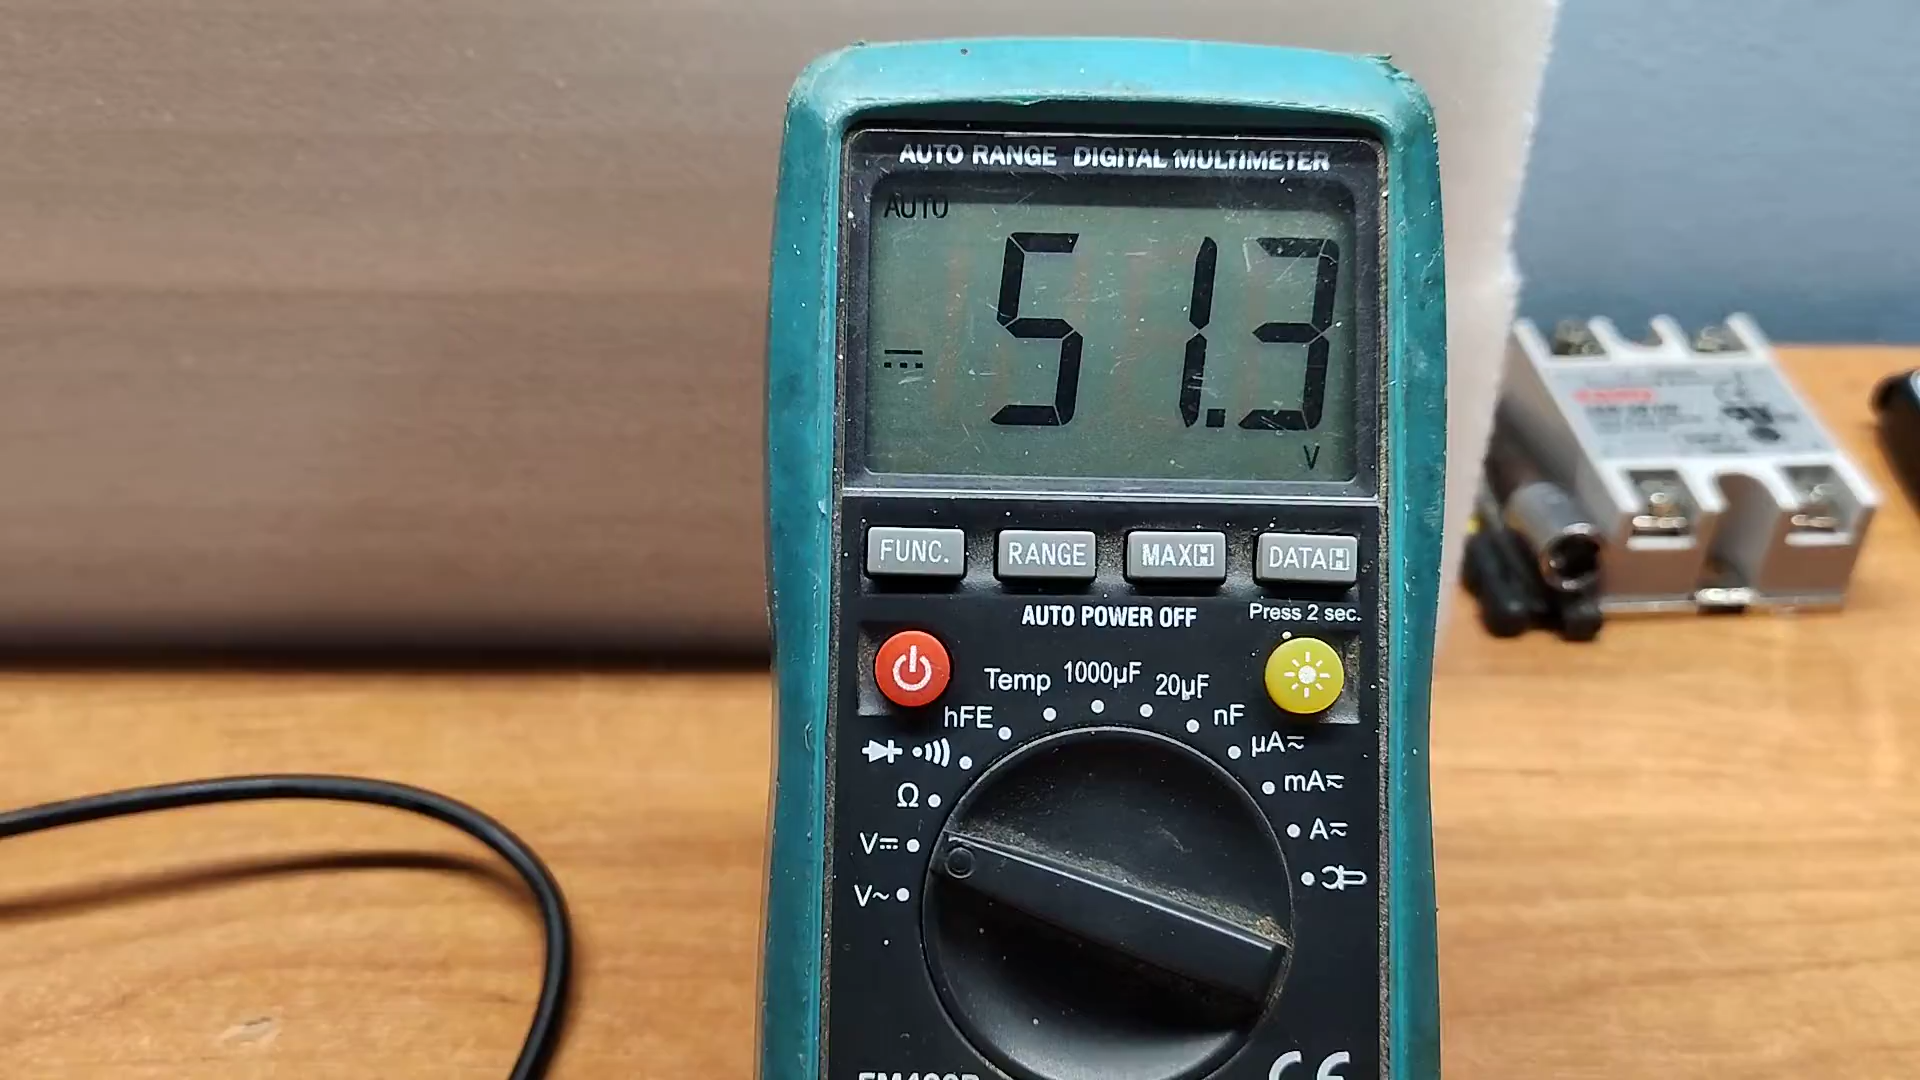 AUTO RANGE DIGITAL MULTIMETER
AUTO
51.3
V
FUNC. RANGE MAXH DATAH
AUTO POWER OFF
Press 2 sec.
Temp 1000µF 20µF
hFE nF
µA
Ω mA
V A
V~
CE